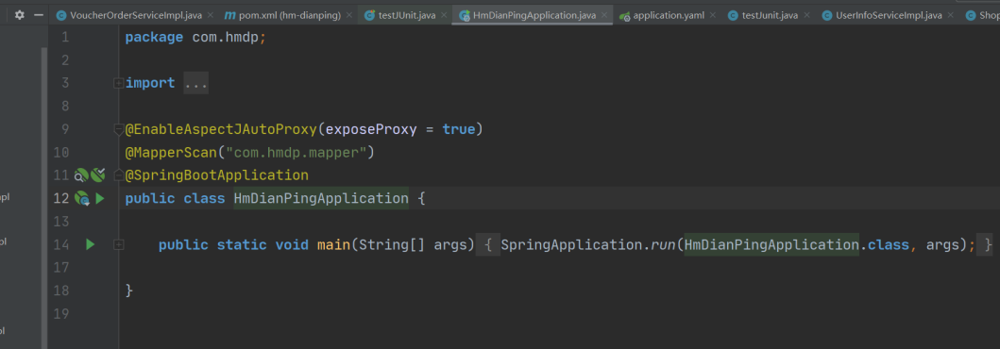 VoucherOrderServiceImpl.java × pom.xml (hm-dianping) × testJUnit.java × HmDianPingApplication.java × application.yaml × testJunit.java × UserInfoServiceImpl.java × Shop
1 package com.hmdp;
2
3 import ...
8
9 @EnableAspectJAutoProxy(exposeProxy = true)
10 @MapperScan("com.hmdp.mapper")
11 @SpringBootApplication
mpl 12 public class HmDianPingApplication {
13
pl 14 public static void main(String[] args) { SpringApplication.run(HmDianPingApplication.class, args); }
17
18 }
19
pl